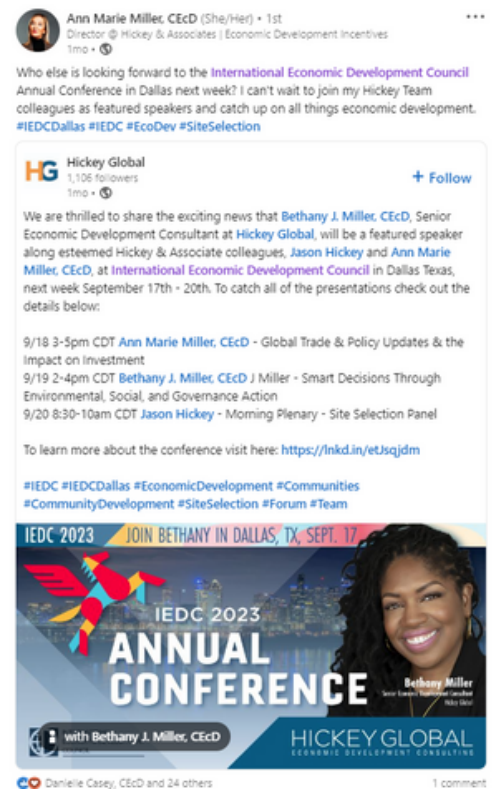 Ann Marie Miller, CEcD (She/Her) • 1st
Director @ Hickey & Associates | Economic Development Incentives
1mo •
Who else is looking forward to the International Economic Development Council
Annual Conference in Dallas next week? I can't wait to join my Hickey Team
colleagues as featured speakers and catch up on all things economic development.
#IEDCDallas #IEDC #EcoDev #SiteSelection
HG
Hickey Global
1,106 followers
1mo •
+ Follow
We are thrilled to share the exciting news that Bethany J. Miller, CEcD, Senior
Economic Development Consultant at Hickey Global, will be a featured speaker
along esteemed Hickey & Associate colleagues, Jason Hickey and Ann Marie
Miller, CEcD, at International Economic Development Council in Dallas Texas,
next week September 17th - 20th. To catch all of the presentations check out the
details below:
9/18 3-5pm CDT Ann Marie Miller, CEcD - Global Trade & Policy Updates & the
Impact on Investment
9/19 2-4pm CDT Bethany J. Miller, CEcD J Miller - Smart Decisions Through
Environmental, Social, and Governance Action
9/20 8:30-10am CDT Jason Hickey - Morning Plenary - Site Selection Panel
To learn more about the conference visit here: https://lnkd.in/etJsqjdm
#IEDC #IEDCDallas #EconomicDevelopment #Communities
#CommunityDevelopment #SiteSelection #Forum #Team
IEDC 2023
JOIN BETHANY IN DALLAS, TX, SEPT. 17
IEDC 2023
ANNUAL
CONFERENCE
Bethany Miller
Senior Economic Development Consultant
Hickey Global
with Bethany J. Miller, CEcD
HICKEY GLOBAL
ECONOMIC DEVELOPMENT CONSULTING
Danielle Casey, CEcD and 24 others
1 comment